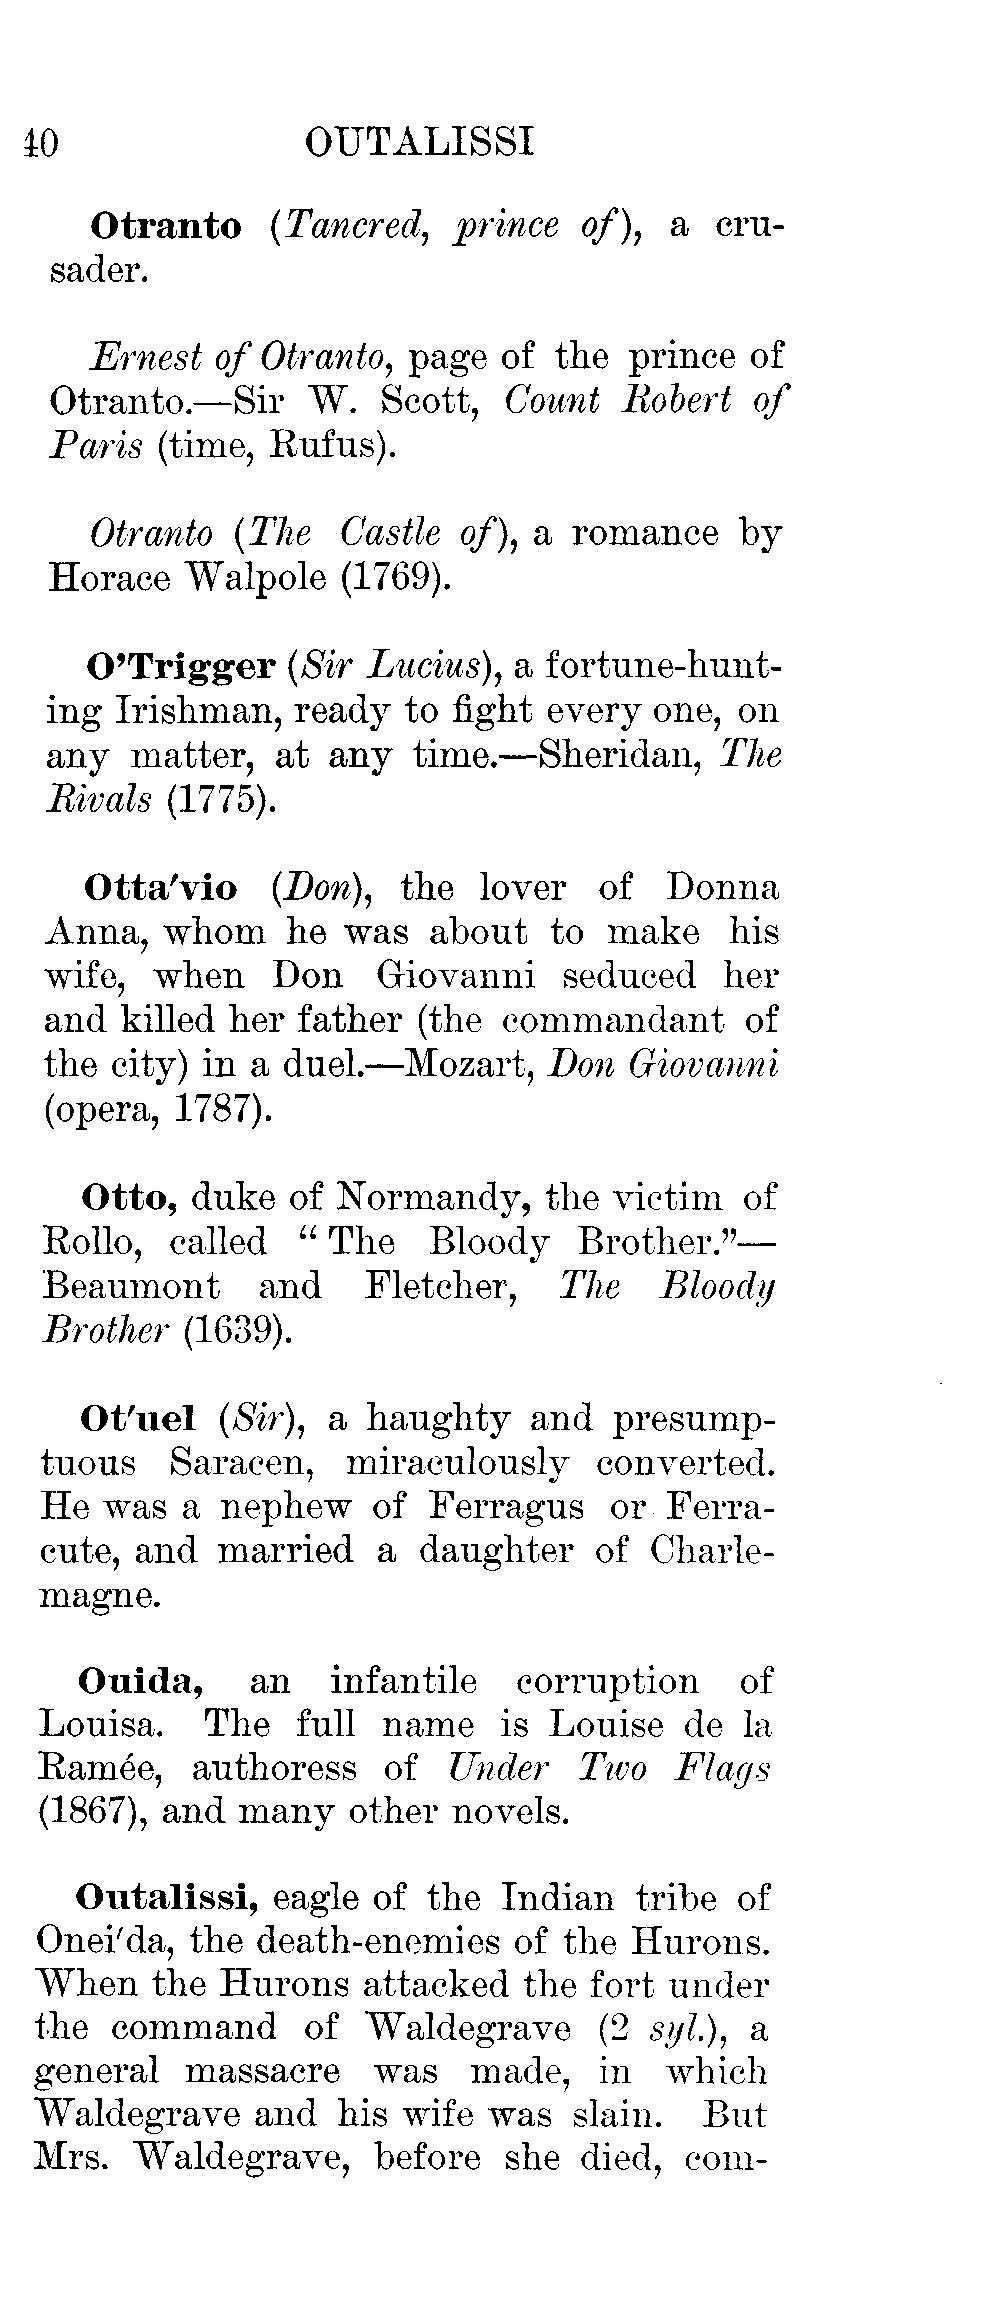 40 OUTALISSI
Otranto (Tancred, prince of), a cru-
sader.
Ernest of Otranto, page of the prince of
Otranto.—Sir W. Scott, Count Robert of
Paris (time, Rufus).
Otranto (The Castle of), a romance by
Horace Walpole (1769).
O’Trigger (Sir Lucius), a fortune-hunt-
ing Irishman, ready to fight every one, on
any matter, at any time.—Sheridan, The
Rivals (1775).
Otta′vio (Don), the lover of Donna
Anna, whom he was about to make his
wife, when Don Giovanni seduced her
and killed her father (the commandant of
the city) in a duel.—Mozart, Don Giovanni
(opera, 1787).
Otto, duke of Normandy, the victim of
Rollo, called “The Bloody Brother.”—
Beaumont and Fletcher, The Bloody
Brother (1639).
Ot′uel (Sir), a haughty and presump-
tuous Saracen, miraculously converted.
He was a nephew of Ferragus or Ferra-
cute, and married a daughter of Charle-
magne.
Ouida, an infantile corruption of
Louisa. The full name is Louise de la
Ramée, authoress of Under Two Flags
(1867), and many other novels.
Outalissi, eagle of the Indian tribe of
Onei′da, the death-enemies of the Hurons.
When the Hurons attacked the fort under
the command of Waldegrave (2 syl.), a
general massacre was made, in which
Waldegrave and his wife was slain. But
Mrs. Waldegrave, before she died, com-